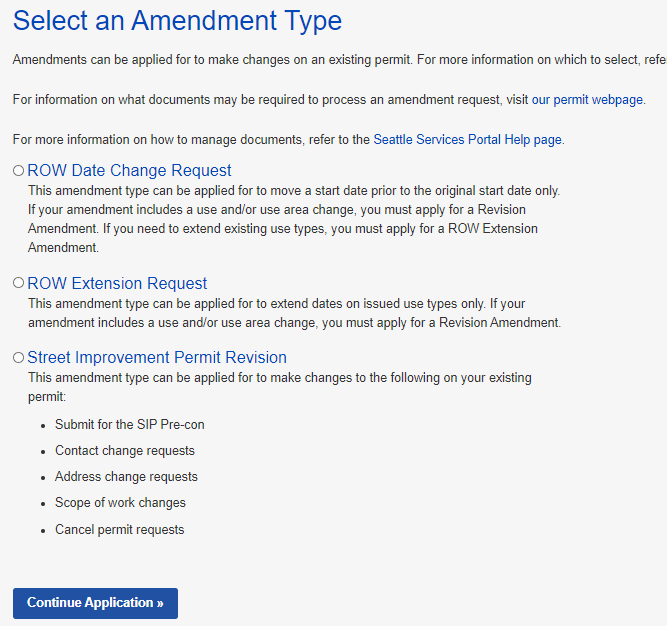 Select an Amendment Type
Amendments can be applied for to make changes on an existing permit. For more information on which to select,
For information on what documents may be required to process an amendment request, visit our permit webpage.
For more information on how to manage documents, refer to the Seattle Services Portal Help page.
ROW Date Change Request
This amendment type can be applied for to move a start date prior to the original start date only.
If your amendment includes a use and/or use area change, you must apply for a Revision
Amendment. If you need to extend existing use types, you must apply for a ROW Extension
Amendment.
ROW Extension Request
This amendment type can be applied for to extend dates on issued use types only. If your
amendment includes a use and/or use area change, you must apply for a Revision Amendment.
Street Improvement Permit Revision
This amendment type can be applied for to make changes to the following on your existing
permit:
• Submit for the SIP Pre-con
• Contact change requests
• Address change requests
• Scope of work changes
• Cancel permit requests
Continue Application »